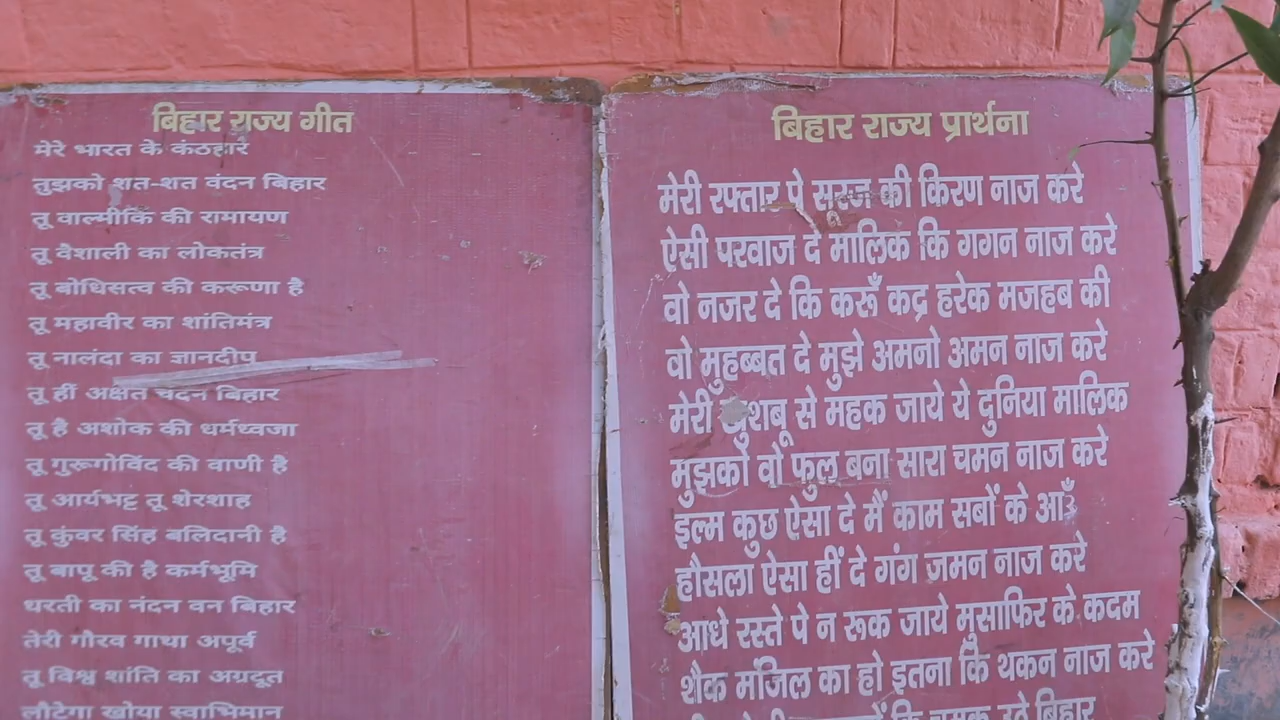 बिहार राज्य गीत
मेरे भारत के कंठहारे
तुझको शत-शत वंदन बिहार
तू वाल्मीकि की रामायण
तू वैशाली का लोकतंत्र
तू बोधिसत्व की करूणा है
तू महावीर का शांतिमंत्र
तू नालंदा का ज्ञानदीप
तू हीं अक्षत चंदन बिहार
तू है अशोक की धर्मध्वजा
तू गुरूगोविंद की वाणी है
तू आर्यभट्ट तू शेरशाह
तू कुंवर सिंह बलिदानी है
तू बापू की है कर्मभूमि
धरती का नंदन वन बिहार
तेरी गौरव गाथा अपूर्व
तू विश्व शांति का अग्रदूत
लौटेगा खोया स्वाभिमान
बिहार राज्य प्रार्थना
मेरी रफ्तार पे सूरज की किरण नाज करे
ऐसी परवाज दे मालिक कि गगन नाज करे
वो नजर दे कि करूँ कद्र हरेक मजहब की
वो मुहब्बत दे मुझे अमनो अमन नाज करे
मेरी खुशबू से महक जाये ये दुनिया मालिक
मुझको वो फुल बना सारा चमन नाज करे
इल्म कुछ ऐसा दे मैं काम सबों के आऊँ
हौसला ऐसा हीं दे गंग जमन नाज करे
आधे रस्ते पे न रूक जाये मुसाफिर के कदम
शौक मंजिल का हो इतना कि थकन नाज करे
कि चमक उठे बिहार